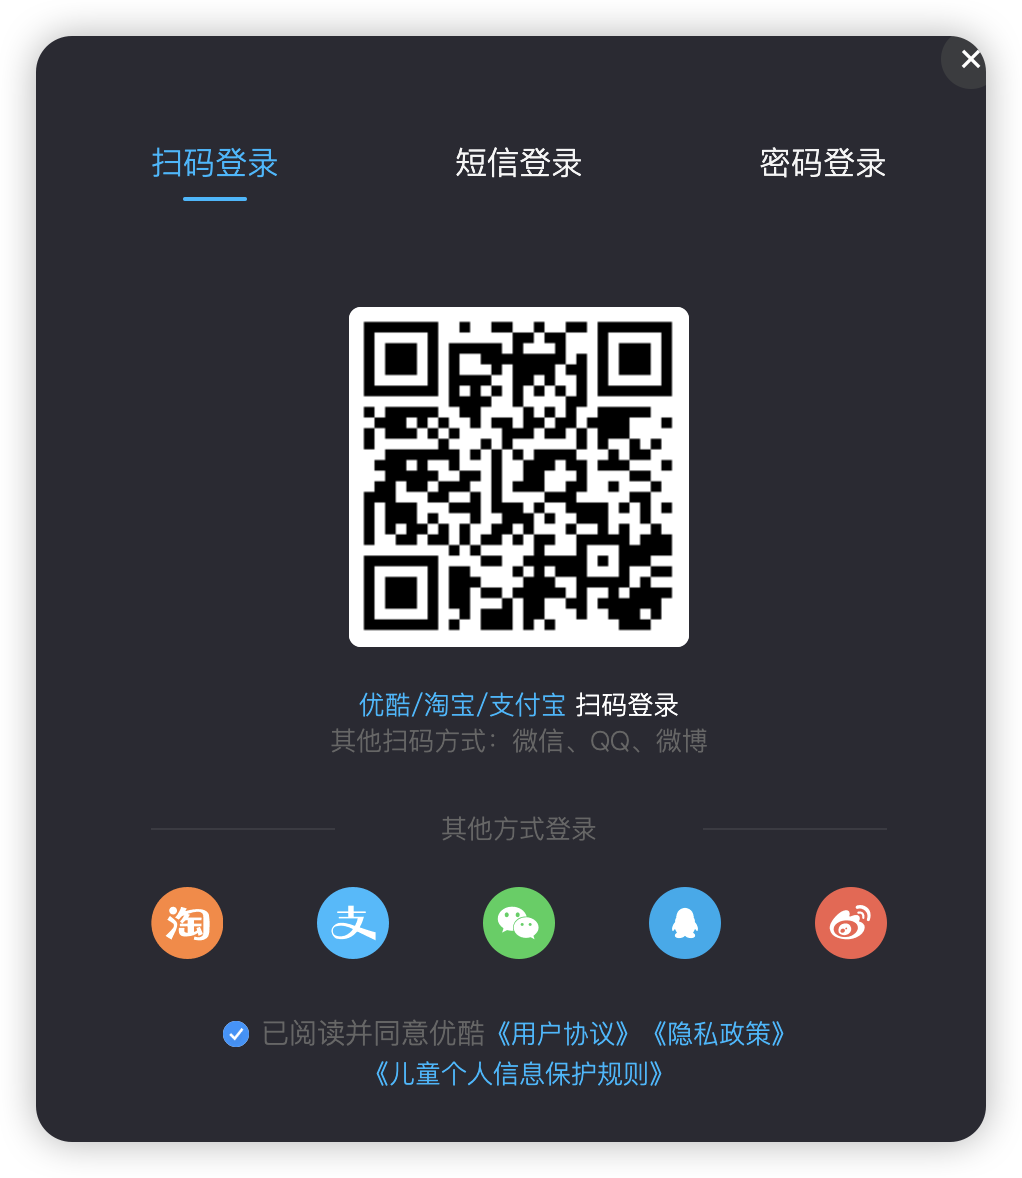 扫码登录 短信登录 密码登录
优酷/淘宝/支付宝 扫码登录
其他扫码方式：微信、QQ、微博
其他方式登录
淘 支
已阅读并同意优酷《用户协议》《隐私政策》
《儿童个人信息保护规则》